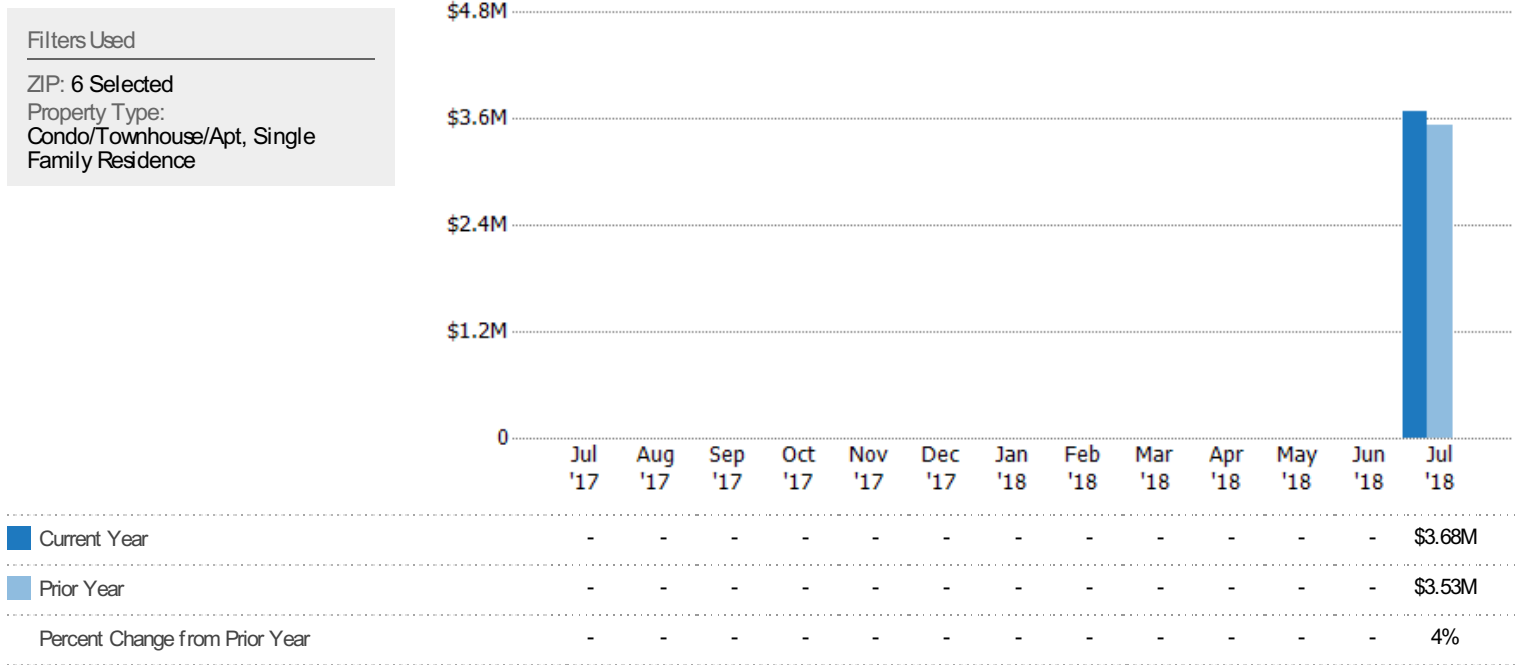 Filters Used
ZIP: 6 Selected
Property Type:
Condo/Townhouse/Apt, Single
Family Residence
$4.8M
$3.6M
$2.4M
$1.2M
0
Jul Aug Sep Oct Nov Dec Jan Feb Mar Apr May Jun Jul
'17 '17 '17 '17 '17 '17 '18 '18 '18 '18 '18 '18 '18
Current Year - - - - - - - - - - - - $3.68M
Prior Year - - - - - - - - - - - - $3.53M
Percent Change from Prior Year - - - - - - - - - - - - 4%